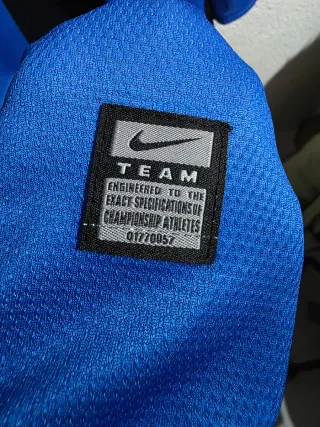 TEAM
ENGINEERED TO THE
EXACT SPECIFICATIONS OF
CHAMPIONSHIP ATHLETES
01770057